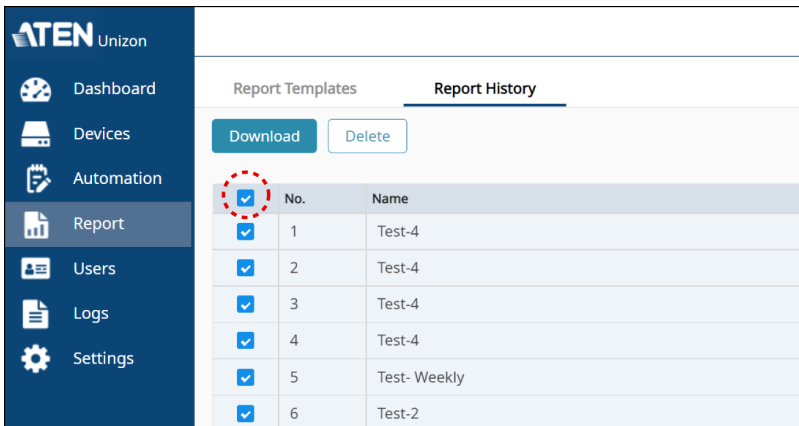 ATEN Unizon
Dashboard
Devices
Automation
Report
Users
Logs
Settings
Report Templates Report History
Download Delete
No. Name
1 Test-4
2 Test-4
3 Test-4
4 Test-4
5 Test- Weekly
6 Test-2